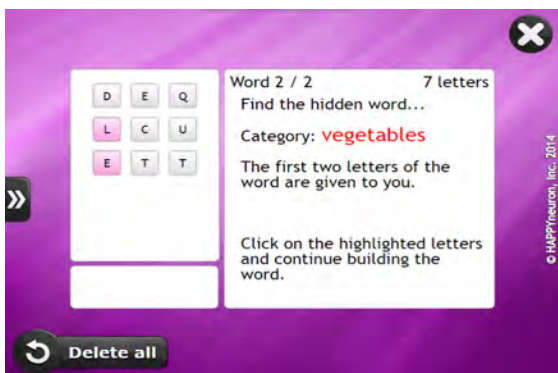 Word 2 / 2 7 letters
Find the hidden word...
Category: vegetables
The first two letters of the
word are given to you.
Click on the highlighted letters
and continue building the
word.
D E Q
L C U
E T T
© HAPPYneuron, Inc. 2014
Delete all